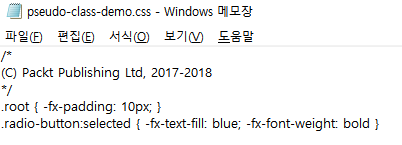 pseudo-class-demo.css - Windows 메모장
파일(F) 편집(E) 서식(O) 보기(V) 도움말
/*
(C) Packt Publishing Ltd, 2017-2018
*/
.root { -fx-padding: 10px; }
.radio-button:selected { -fx-text-fill: blue; -fx-font-weight: bold }